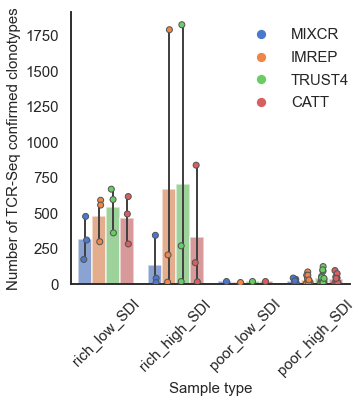 Number of TCR-Seq confirmed clonotypes
1750
1500
1250
1000
750
500
250
0
MIXCR
IMREP
TRUST4
CATT
rich_low_SDI
rich_high_SDI
poor_low_SDI
poor_high_SDI
Sample type